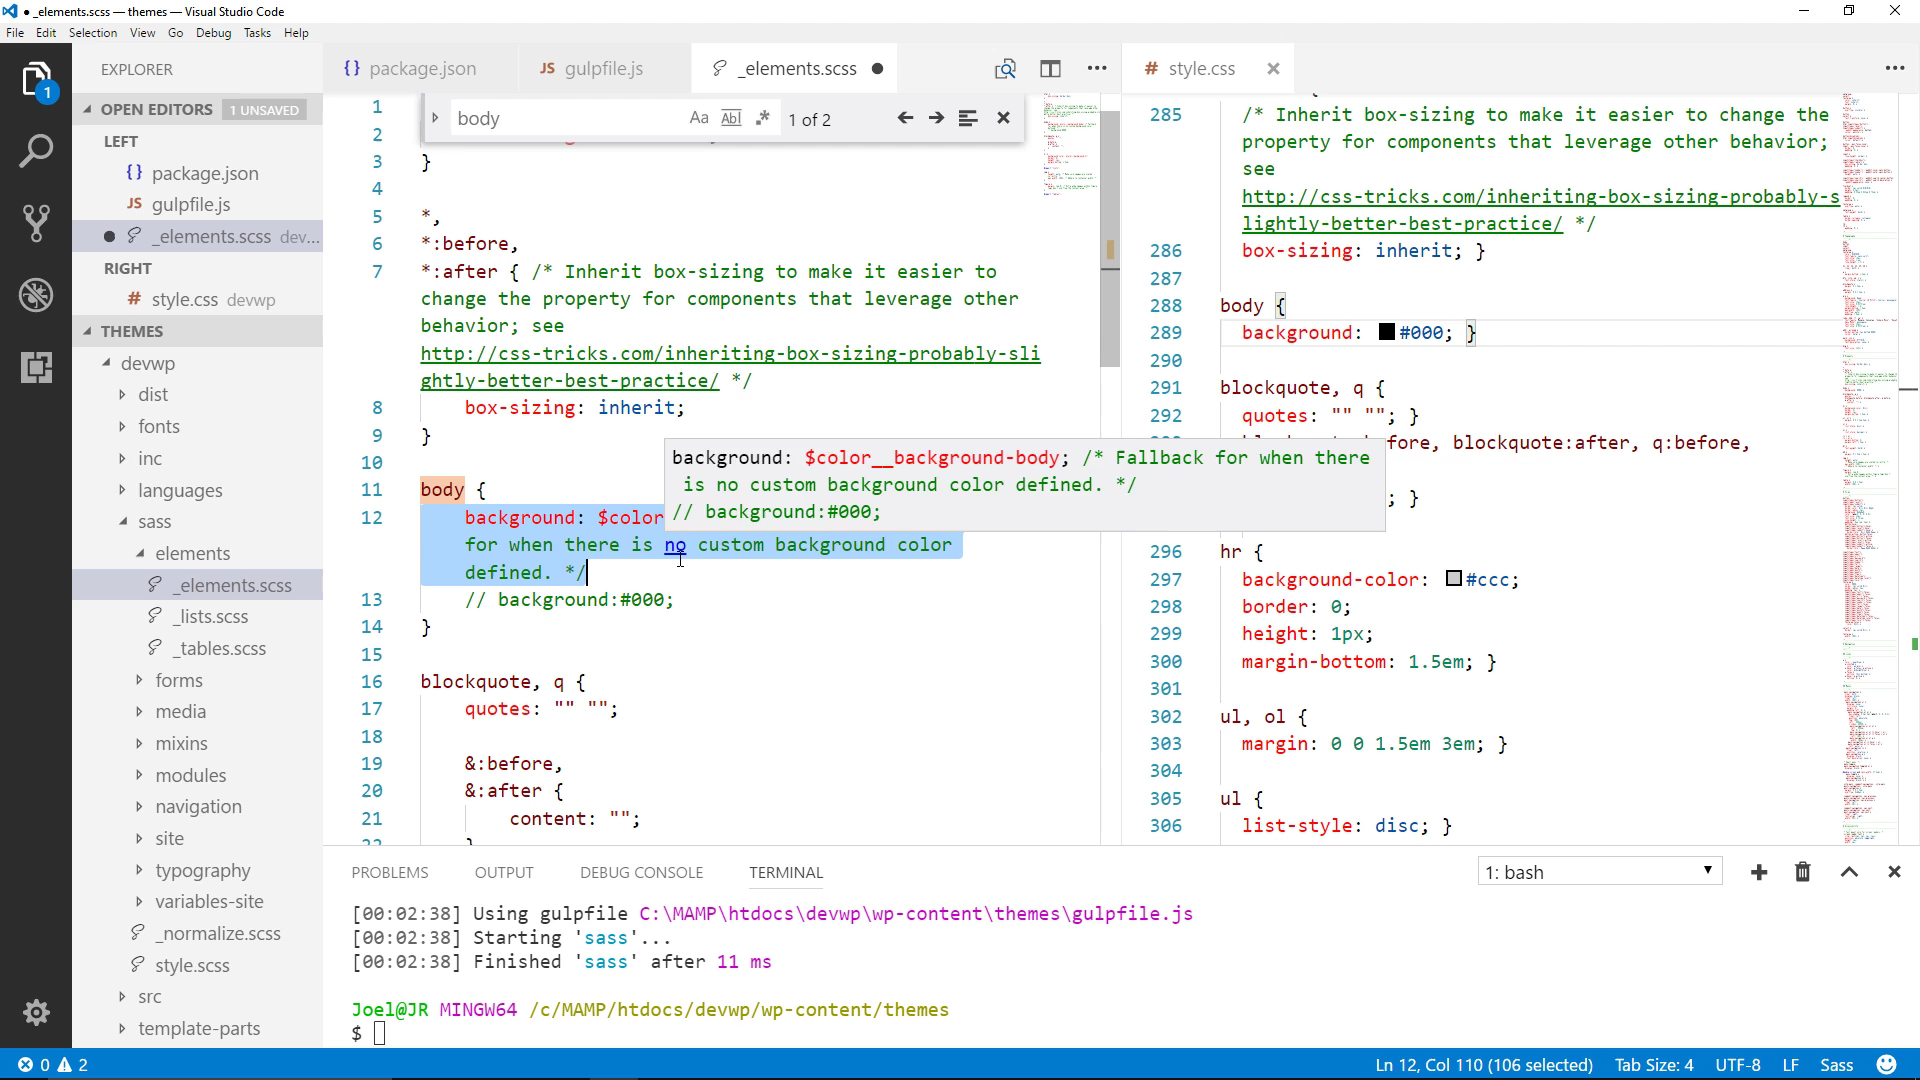 ● _elements.scss — themes — Visual Studio Code
File Edit Selection View Go Debug Tasks Help
EXPLORER
1
OPEN EDITORS 1 UNSAVED
LEFT
{} package.json
JS gulpfile.js
● _elements.scss dev...
RIGHT
# style.css devwp
THEMES
devwp
dist
fonts
inc
languages
sass
elements
_elements.scss
_lists.scss
_tables.scss
forms
media
mixins
modules
navigation
site
typography
variables-site
_normalize.scss
style.scss
src
template-parts
{} package.json JS gulpfile.js _elements.scss ●
body Aa Abl .* 1 of 2
1
2
3 }
4
5 *,
6 *:before,
7 *:after { /* Inherit box-sizing to make it easier to
change the property for components that leverage other
behavior; see
http://css-tricks.com/inheriting-box-sizing-probably-sli
ghtly-better-best-practice/ */
8 box-sizing: inherit;
9 }
10
11 body {
12 background: $color
for when there is no custom background color
defined. */
13 // background:#000;
14 }
15
16 blockquote, q {
17 quotes: "" "";
18
19 &:before,
20 &:after {
21 content: "";
22 }
background: $color__background-body; /* Fallback for when there
is no custom background color defined. */
// background:#000;
# style.css
285 /* Inherit box-sizing to make it easier to change the
property for components that leverage other behavior;
see
http://css-tricks.com/inheriting-box-sizing-probably-s
lightly-better-best-practice/ */
286 box-sizing: inherit; }
287
288 body {
289 background: #000; }
290
291 blockquote, q {
292 quotes: "" ""; }
fore, blockquote:after, q:before,
; }
296 hr {
297 background-color: #ccc;
298 border: 0;
299 height: 1px;
300 margin-bottom: 1.5em; }
301
302 ul, ol {
303 margin: 0 0 1.5em 3em; }
304
305 ul {
306 list-style: disc; }
PROBLEMS OUTPUT DEBUG CONSOLE TERMINAL 1: bash
[00:02:38] Using gulpfile C:\MAMP\htdocs\devwp\wp-content\themes\gulpfile.js
[00:02:38] Starting 'sass'...
[00:02:38] Finished 'sass' after 11 ms
Joel@JR MINGW64 /c/MAMP/htdocs/devwp/wp-content/themes
$
0 2 Ln 12, Col 110 (106 selected) Tab Size: 4 UTF-8 LF Sass